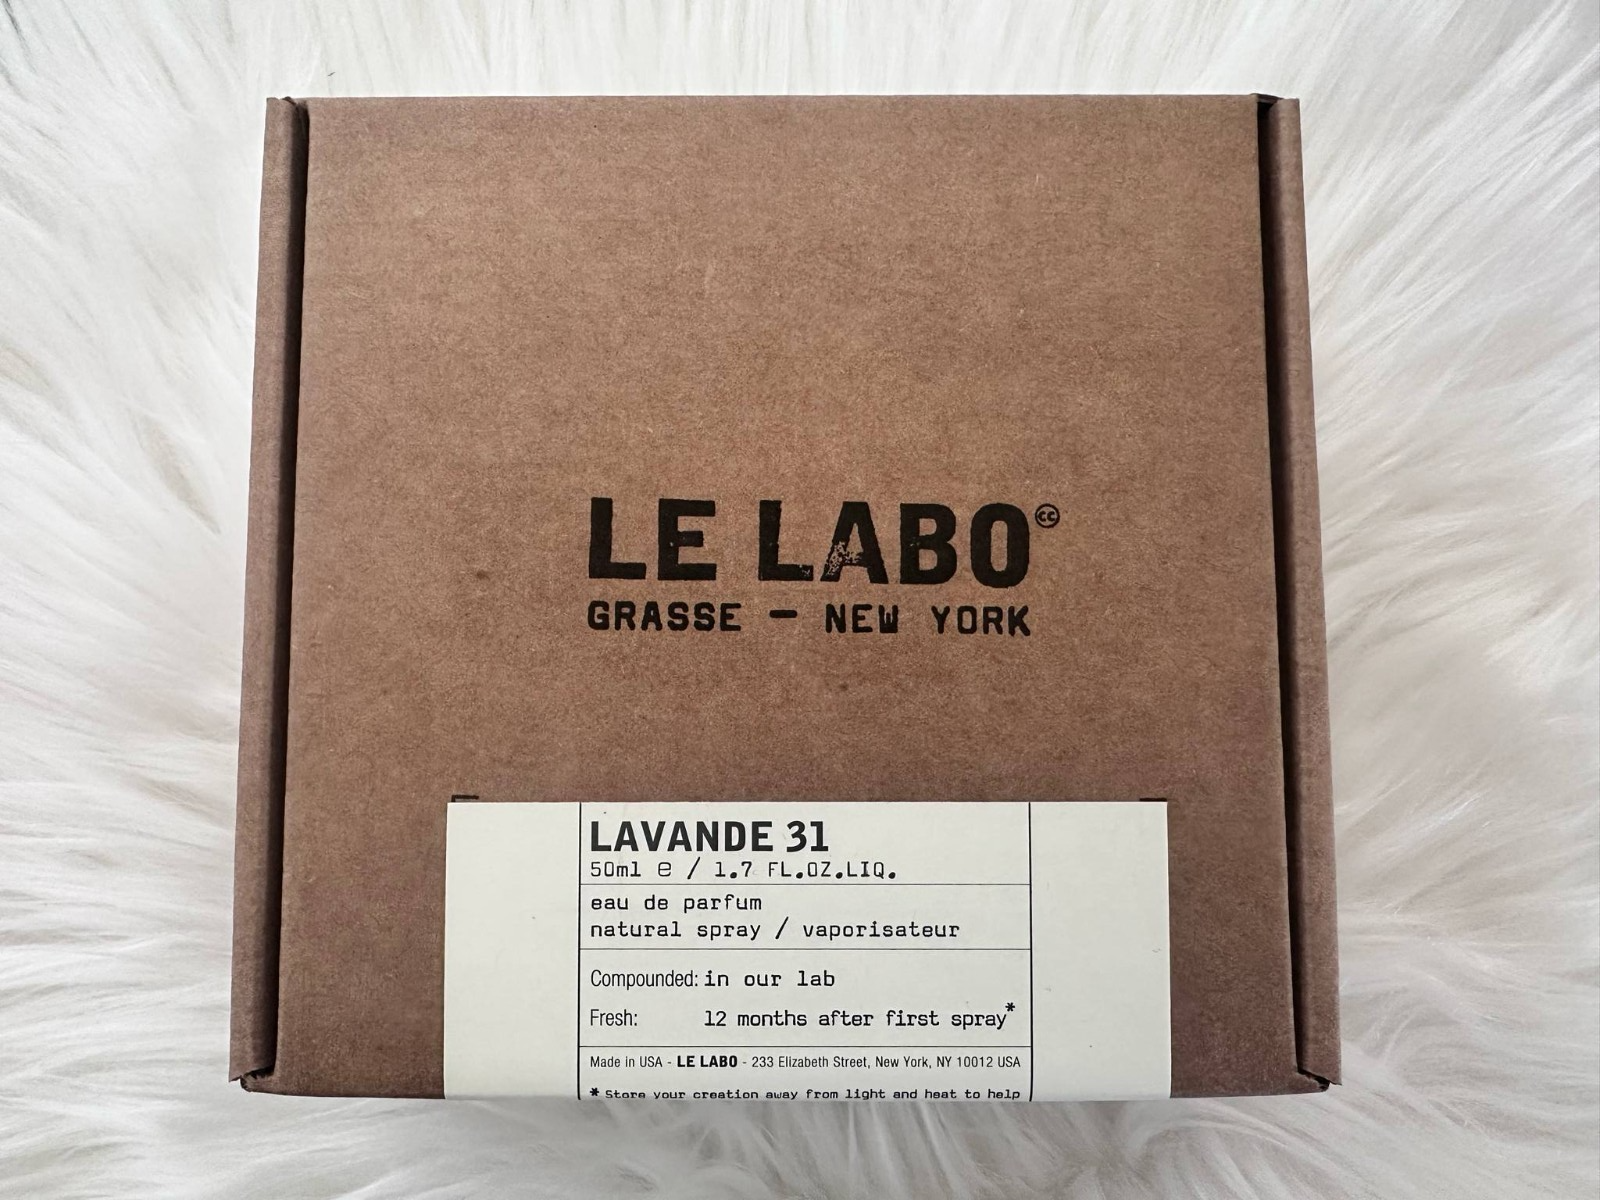 LE LABO
GRASSE — NEW YORK
LAVANDE 31
50ml ℮ / 1.7 FL.OZ.LIQ.
eau de parfum
natural spray / vaporisateur
Compounded: in our lab
Fresh: 12 months after first spray*
Made in USA - LE LABO - 233 Elizabeth Street, New York, NY 10012 USA
* Store your creation away from light and heat to help